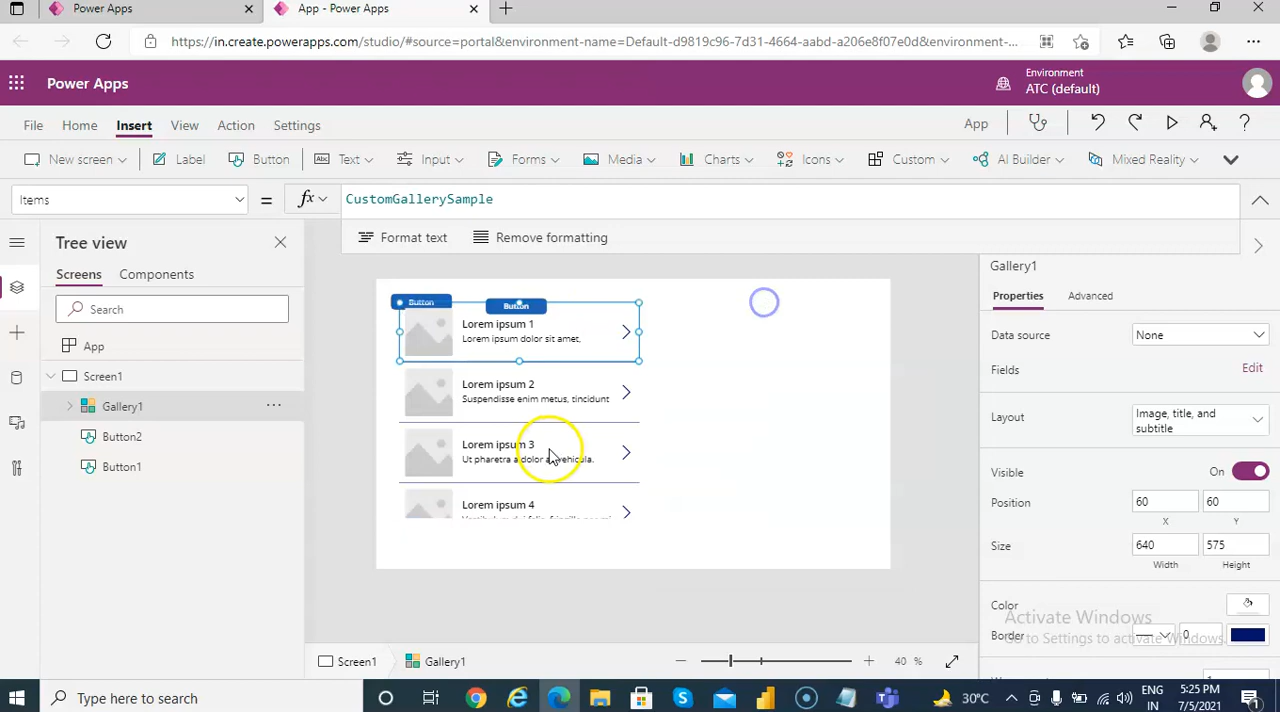 Power Apps
App - Power Apps
https://in.create.powerapps.com/studio/#source=portal&environment-name=Default-d9819c96-7d31-4664-aabd-a206e8f07e0d&environment-...
Power Apps
Environment
ATC (default)
File Home Insert View Action Settings App
New screen Label Button Text Input Forms Media Charts Icons Custom AI Builder Mixed Reality
Items = fx CustomGallerySample
Format text Remove formatting
Tree view
Screens Components
Search
App
Screen1
Gallery1
Button2
Button1
Button
Button
Lorem ipsum 1
Lorem ipsum dolor sit amet,
Lorem ipsum 2
Suspendisse enim metus, tincidunt
Lorem ipsum 3
Ut pharetra a dolor ac vehicula.
Lorem ipsum 4
Gallery1
Properties Advanced
Data source None
Fields Edit
Layout Image, title, and
subtitle
Visible On
Position 60 60
X Y
Size 640 575
Width Height
Color
Border 0
Activate Windows
Go to Settings to activate Windows.
Screen1 Gallery1 40 %
Type here to search
30°C
ENG
IN
5:25 PM
7/5/2021